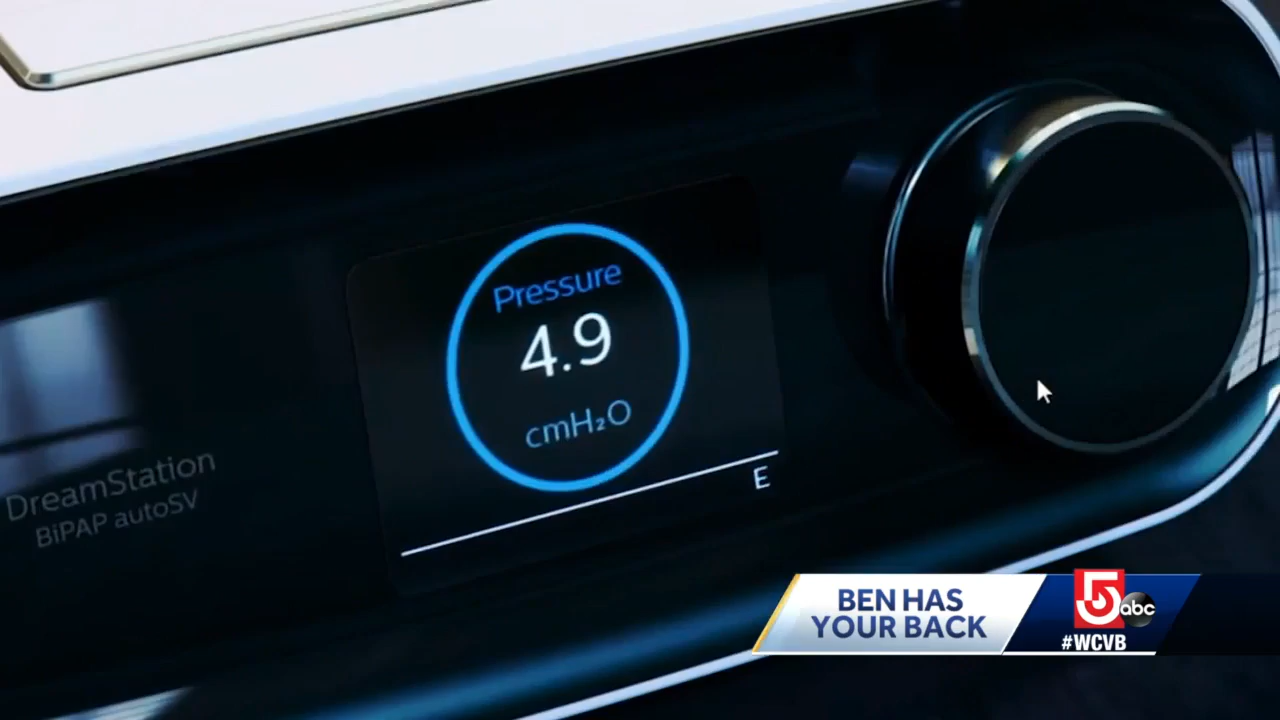 Pressure
4.9
cmH₂O
E
DreamStation
BiPAP autoSV
BEN HAS
YOUR BACK
5
abc
#WCVB